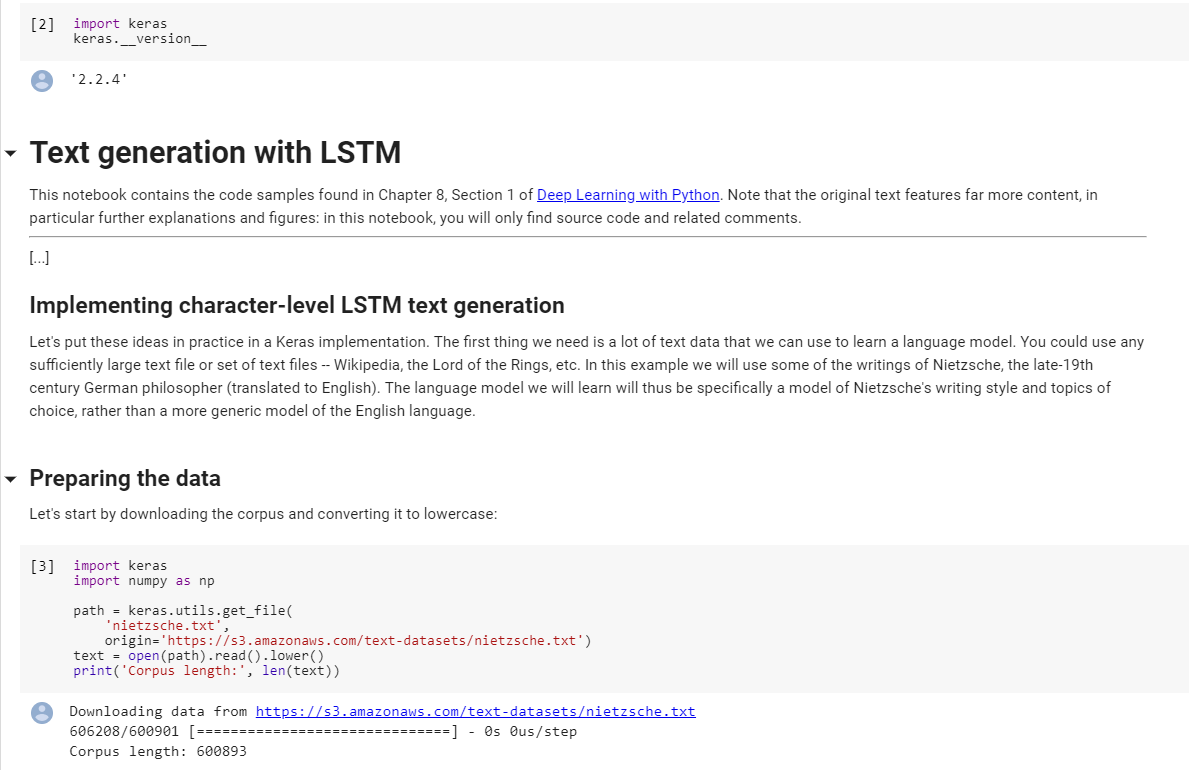 [2] import keras
keras.__version__
'2.2.4'
Text generation with LSTM
This notebook contains the code samples found in Chapter 8, Section 1 of Deep Learning with Python. Note that the original text features far more content, in
particular further explanations and figures: in this notebook, you will only find source code and related comments.
[...]
Implementing character-level LSTM text generation
Let's put these ideas in practice in a Keras implementation. The first thing we need is a lot of text data that we can use to learn a language model. You could use any
sufficiently large text file or set of text files -- Wikipedia, the Lord of the Rings, etc. In this example we will use some of the writings of Nietzsche, the late-19th
century German philosopher (translated to English). The language model we will learn will thus be specifically a model of Nietzsche's writing style and topics of
choice, rather than a more generic model of the English language.
Preparing the data
Let's start by downloading the corpus and converting it to lowercase:
[3] import keras
import numpy as np
path = keras.utils.get_file(
'nietzsche.txt',
origin='https://s3.amazonaws.com/text-datasets/nietzsche.txt')
text = open(path).read().lower()
print('Corpus length:', len(text))
Downloading data from https://s3.amazonaws.com/text-datasets/nietzsche.txt
606208/600901 [==============================] - 0s 0us/step
Corpus length: 600893